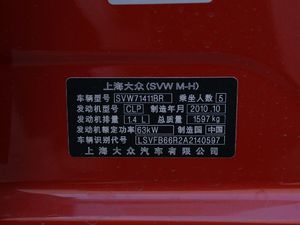 上海大众(SVW M-H)
车辆型号 SVW71411BR 乘坐人数 5
发动机型号 CLP 制造年月 2010.10
发动机排量 1.4 L 总质量 1597 kg
发动机额定功率 63kW 制造国 中国
车辆识别代号 LSVFB66R2A2140597
上海大众汽车有限公司